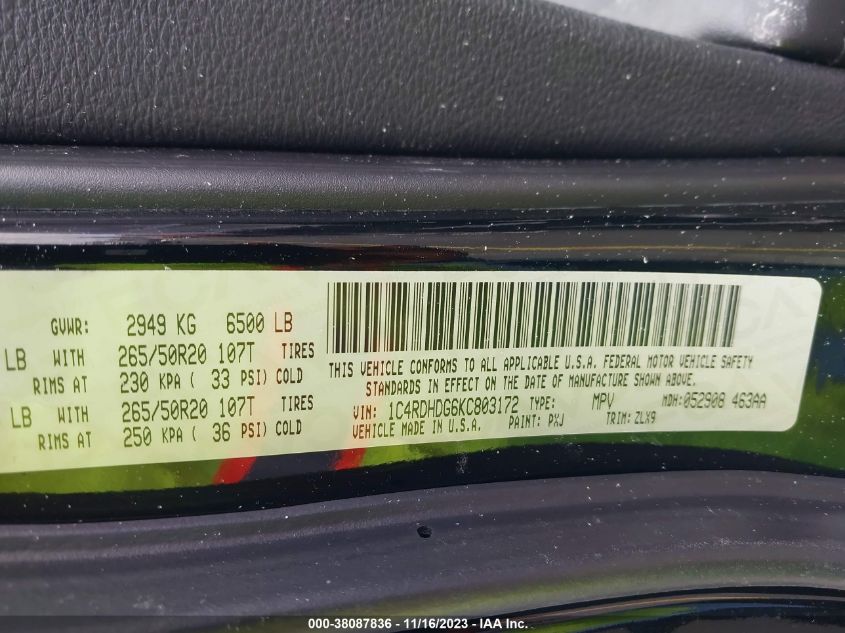 GVWR: 2949 KG 6500 LB
LB WITH 265/50R20 107T TIRES
RIMS AT 230 KPA ( 33 PSI) COLD
LB WITH 265/50R20 107T TIRES
RIMS AT 250 KPA ( 36 PSI) COLD
THIS VEHICLE CONFORMS TO ALL APPLICABLE U.S.A. FEDERAL MOTOR VEHICLE SAFETY
STANDARDS IN EFFECT ON THE DATE OF MANUFACTURE SHOWN ABOVE.
VIN: 1C4RDHDG6KC803172 TYPE: MPV MDH:052908 463AA
VEHICLE MADE IN U.S.A. PAINT: PXJ TRIM: ZLX9
000-38087836 - 11/16/2023 - IAA Inc.